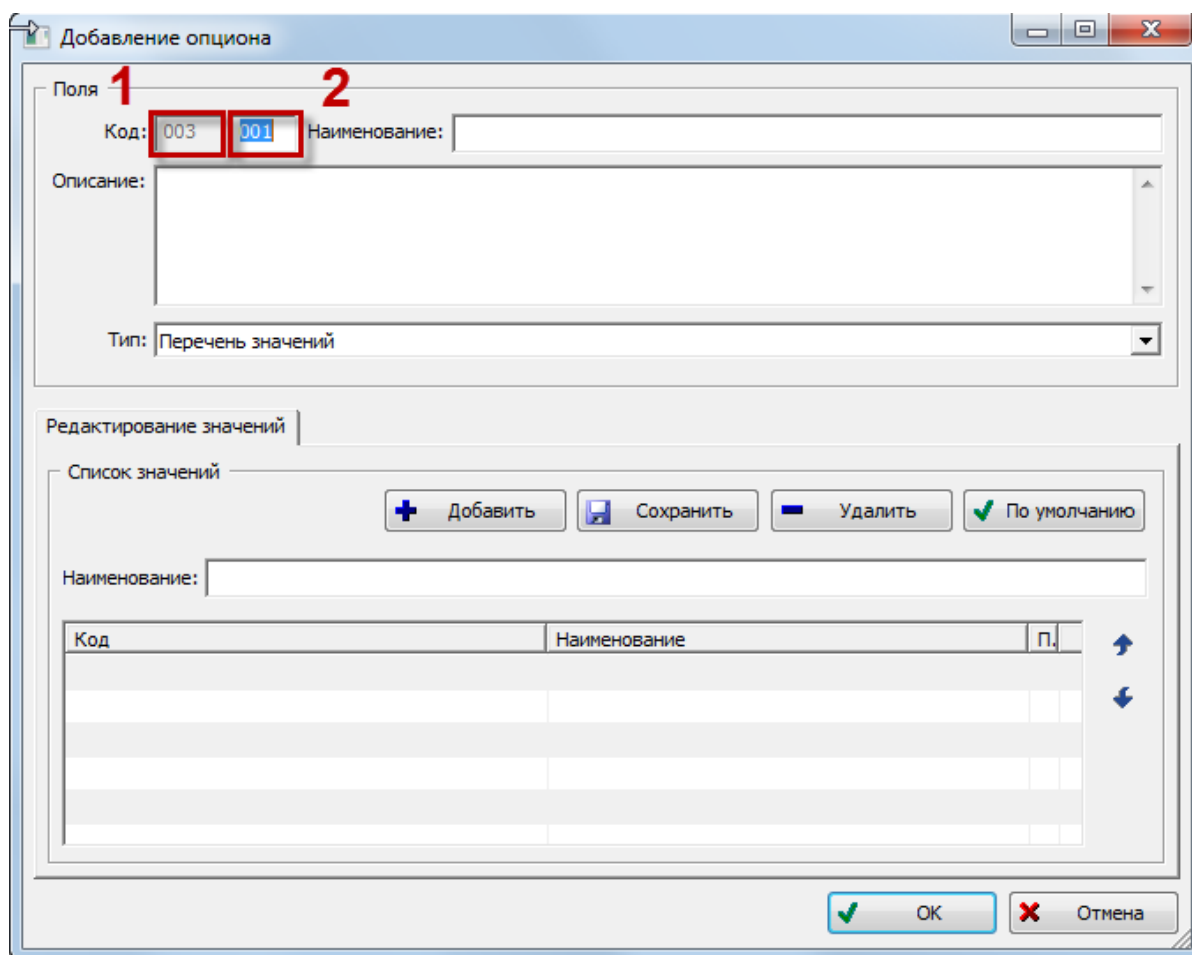 Добавление опциона
Поля 1 2
Код: 003 001 Наименование:
Описание:
Тип: Перечень значений
Редактирование значений
Список значений
Добавить Сохранить Удалить По умолчанию
Наименование:
Код Наименование П.
OK Отмена